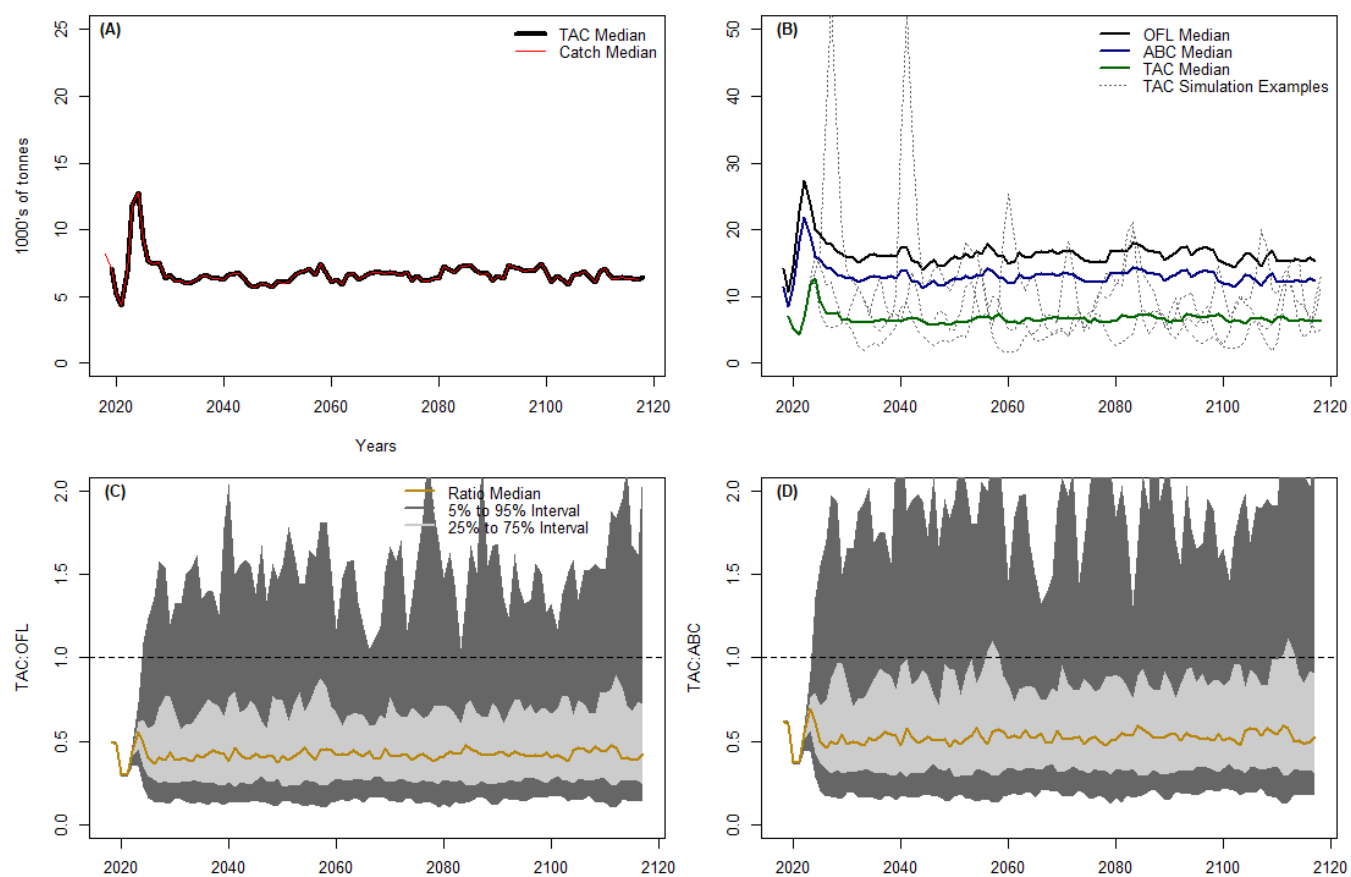 (A)
TAC Median
Catch Median
1000's of tonnes
25
20
15
10
5
0
2020 2040 2060 2080 2100 2120
Years
(B)
OFL Median
ABC Median
TAC Median
TAC Simulation Examples
50
40
30
20
10
0
2020 2040 2060 2080 2100 2120
(C)
Ratio Median
5% to 95% Interval
25% to 75% Interval
TAC:OFL
2.0
1.5
1.0
0.5
0.0
2020 2040 2060 2080 2100 2120
(D)
TAC:ABC
2.0
1.5
1.0
0.5
0.0
2020 2040 2060 2080 2100 2120